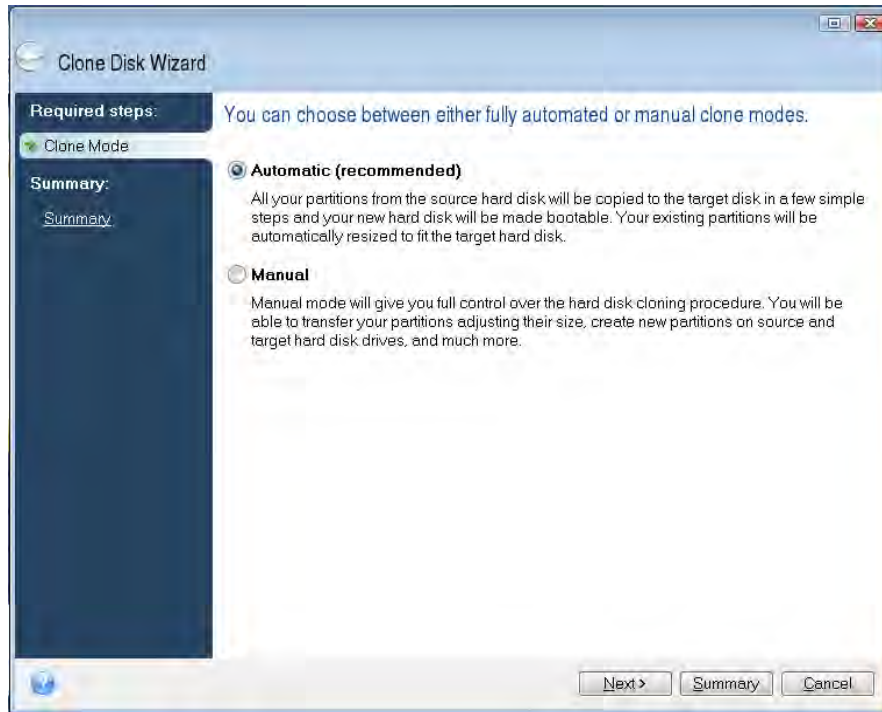 Clone Disk Wizard
Required steps:
Clone Mode
Summary:
Summary
You can choose between either fully automated or manual clone modes.
Automatic (recommended)
All your partitions from the source hard disk will be copied to the target disk in a few simple
steps and your new hard disk will be made bootable. Your existing partitions will be
automatically resized to fit the target hard disk.
Manual
Manual mode will give you full control over the hard disk cloning procedure. You will be
able to transfer your partitions adjusting their size, create new partitions on source and
target hard disk drives, and much more.
Next >
Summary
Cancel